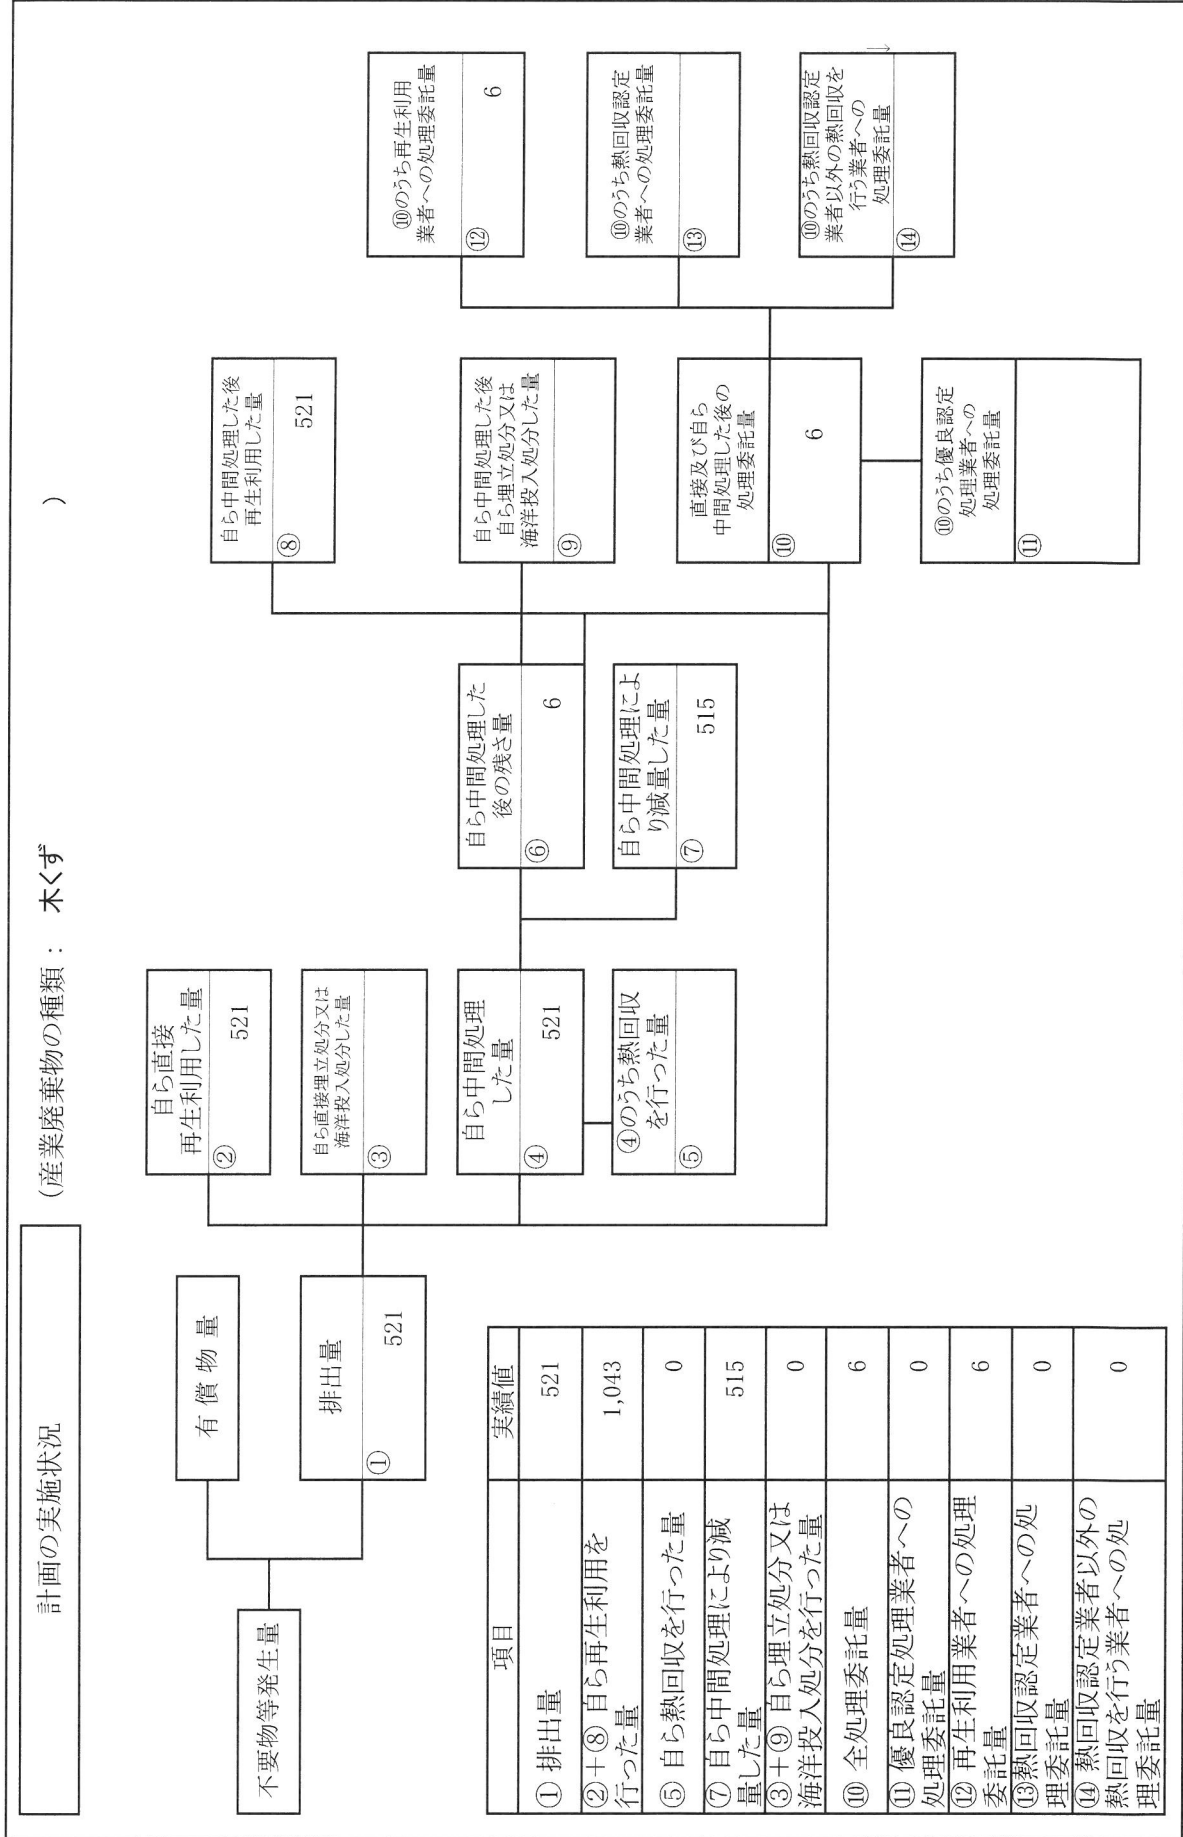 計画の実施状況
(産業廃棄物の種類： 木くず )
不要物等発生量
有 償 物 量
排出量
① 521
自ら直接
再生利用した量
② 521
自ら直接埋立処分又は
海洋投入処分した量
③
自ら中間処理
した量
④ 521
④のうち熱回収
を行った量
⑤
自ら中間処理した
後の残さ量
⑥ 6
自ら中間処理によ
り減量した量
⑦ 515
自ら中間処理した後
再生利用した量
⑧ 521
自ら中間処理した後
自ら埋立処分又は
海洋投入処分した量
⑨
直接及び自ら
中間処理した後の
処理委託量
⑩ 6
⑩のうち優良認定
処理業者への
処理委託量
⑪
⑩のうち再生利用
業者への処理委託量
⑫ 6
⑩のうち熱回収認定
業者への処理委託量
⑬
⑩のうち熱回収認定
業者以外の熱回収を
行う業者への
処理委託量
⑭
項目 実績値
① 排出量 521
②＋⑧ 自ら再生利用を
行った量 1,043
⑤ 自ら熱回収を行った量 0
⑦ 自ら中間処理により減
量した量 515
③＋⑨ 自ら埋立処分又は
海洋投入処分を行った量 0
⑩ 全処理委託量 6
⑪ 優良認定処理業者への
処理委託量 0
⑫ 再生利用業者への処理
委託量 6
⑬熱回収認定業者への処
理委託量 0
⑭ 熱回収認定業者以外の
熱回収を行う業者への処
理委託量 0